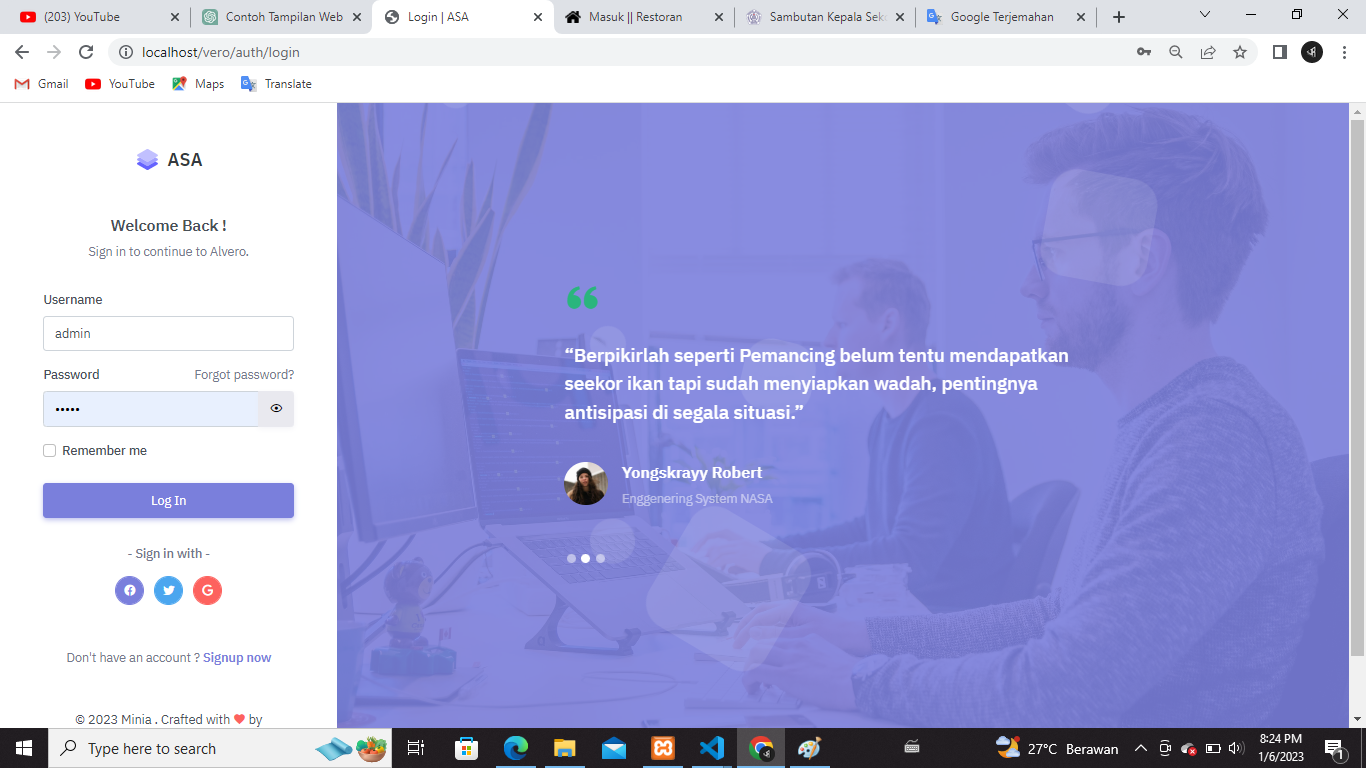 (203) YouTube
Contoh Tampilan Web
Login | ASA
Masuk || Restoran
Sambutan Kepala Seko
Google Terjemahan
localhost/vero/auth/login
Gmail
YouTube
Maps
Translate
ASA
Welcome Back !
Sign in to continue to Alvero.
Username
admin
Password
Forgot password?
•••••
Remember me
Log In
- Sign in with -
Don't have an account ? Signup now
© 2023 Minia . Crafted with ❤ by
“Berpikirlah seperti Pemancing belum tentu mendapatkan
seekor ikan tapi sudah menyiapkan wadah, pentingnya
antisipasi di segala situasi.”
Yongskrayy Robert
Enggenering System NASA
Type here to search
27°C Berawan
8:24 PM
1/6/2023
1